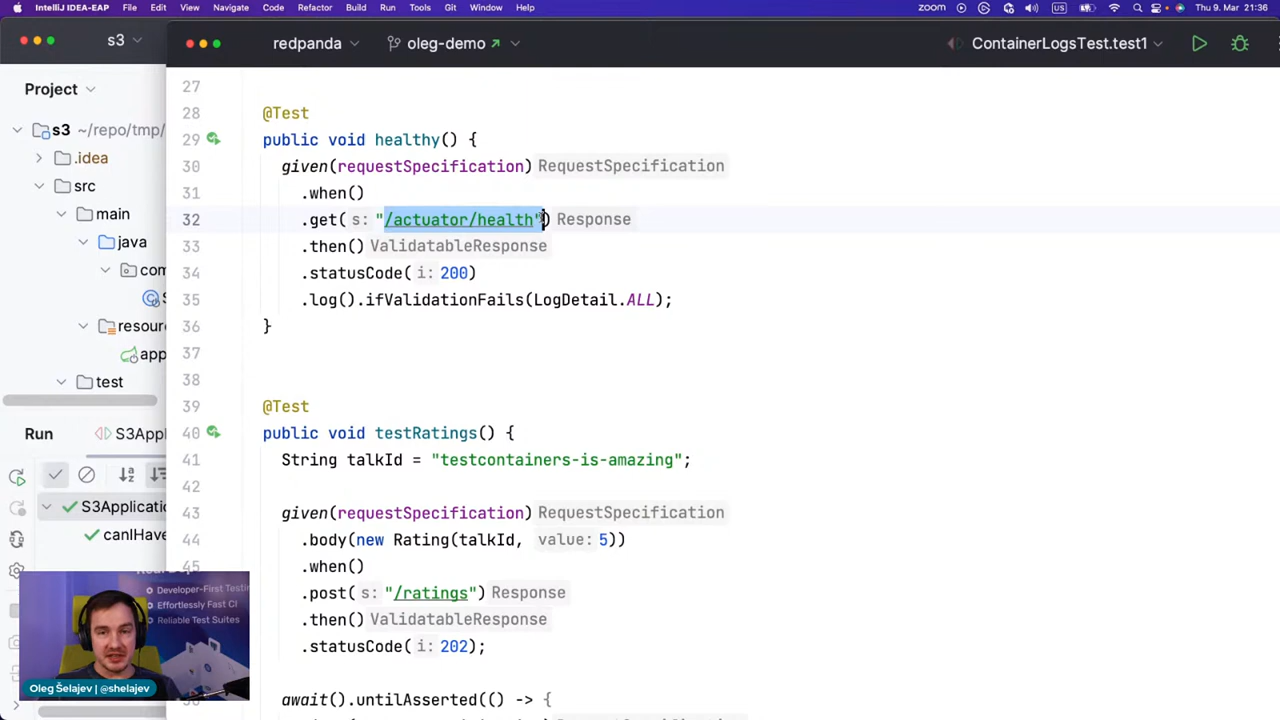 IntelliJ IDEA-EAP File Edit View Navigate Code Refactor Build Run Tools Git Window Help zoom US Thu 9. Mar 21:36
s3
redpanda oleg-demo ContainerLogsTest.test1
Project
s3 ~/repo/tmp/
.idea
src
main
java
com
resour
app
test
Run S3Appl
S3Applicatio
canIHave
27
28 @Test
29 public void healthy() {
30 given(requestSpecification) RequestSpecification
31 .when()
32 .get( s: "/actuator/health") Response
33 .then() ValidatableResponse
34 .statusCode( i: 200)
35 .log().ifValidationFails(LogDetail.ALL);
36 }
37
38
39 @Test
40 public void testRatings() {
41 String talkId = "testcontainers-is-amazing";
42
43 given(requestSpecification) RequestSpecification
44 .body(new Rating(talkId, value: 5))
45 .when()
.post( s: "/ratings") Response
.then() ValidatableResponse
.statusCode( i: 202);
await().untilAsserted(() -> {
Developer-First Testin
Effortlessly Fast CI
Reliable Test Suites
Oleg Šelajev | @shelajev